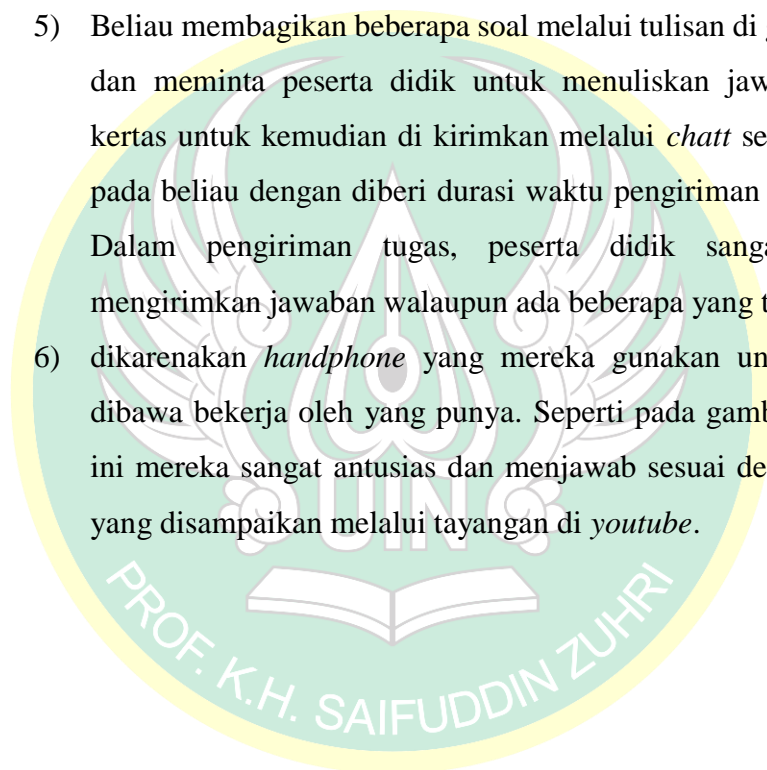 5) Beliau membagikan beberapa soal melalui tulisan di
dan meminta peserta didik untuk menuliskan
kertas untuk kemudian di kirimkan melalui chatt
pada beliau dengan diberi durasi waktu pengiriman
Dalam pengiriman tugas, peserta didik
mengirimkan jawaban walaupun ada beberapa yang
6) dikarenakan handphone yang mereka gunakan
dibawa bekerja oleh yang punya. Seperti pada
ini mereka sangat antusias dan menjawab sesuai
yang disampaikan melalui tayangan di youtube.
UIN
PROF. K.H. SAIFUDDIN ZUHRI